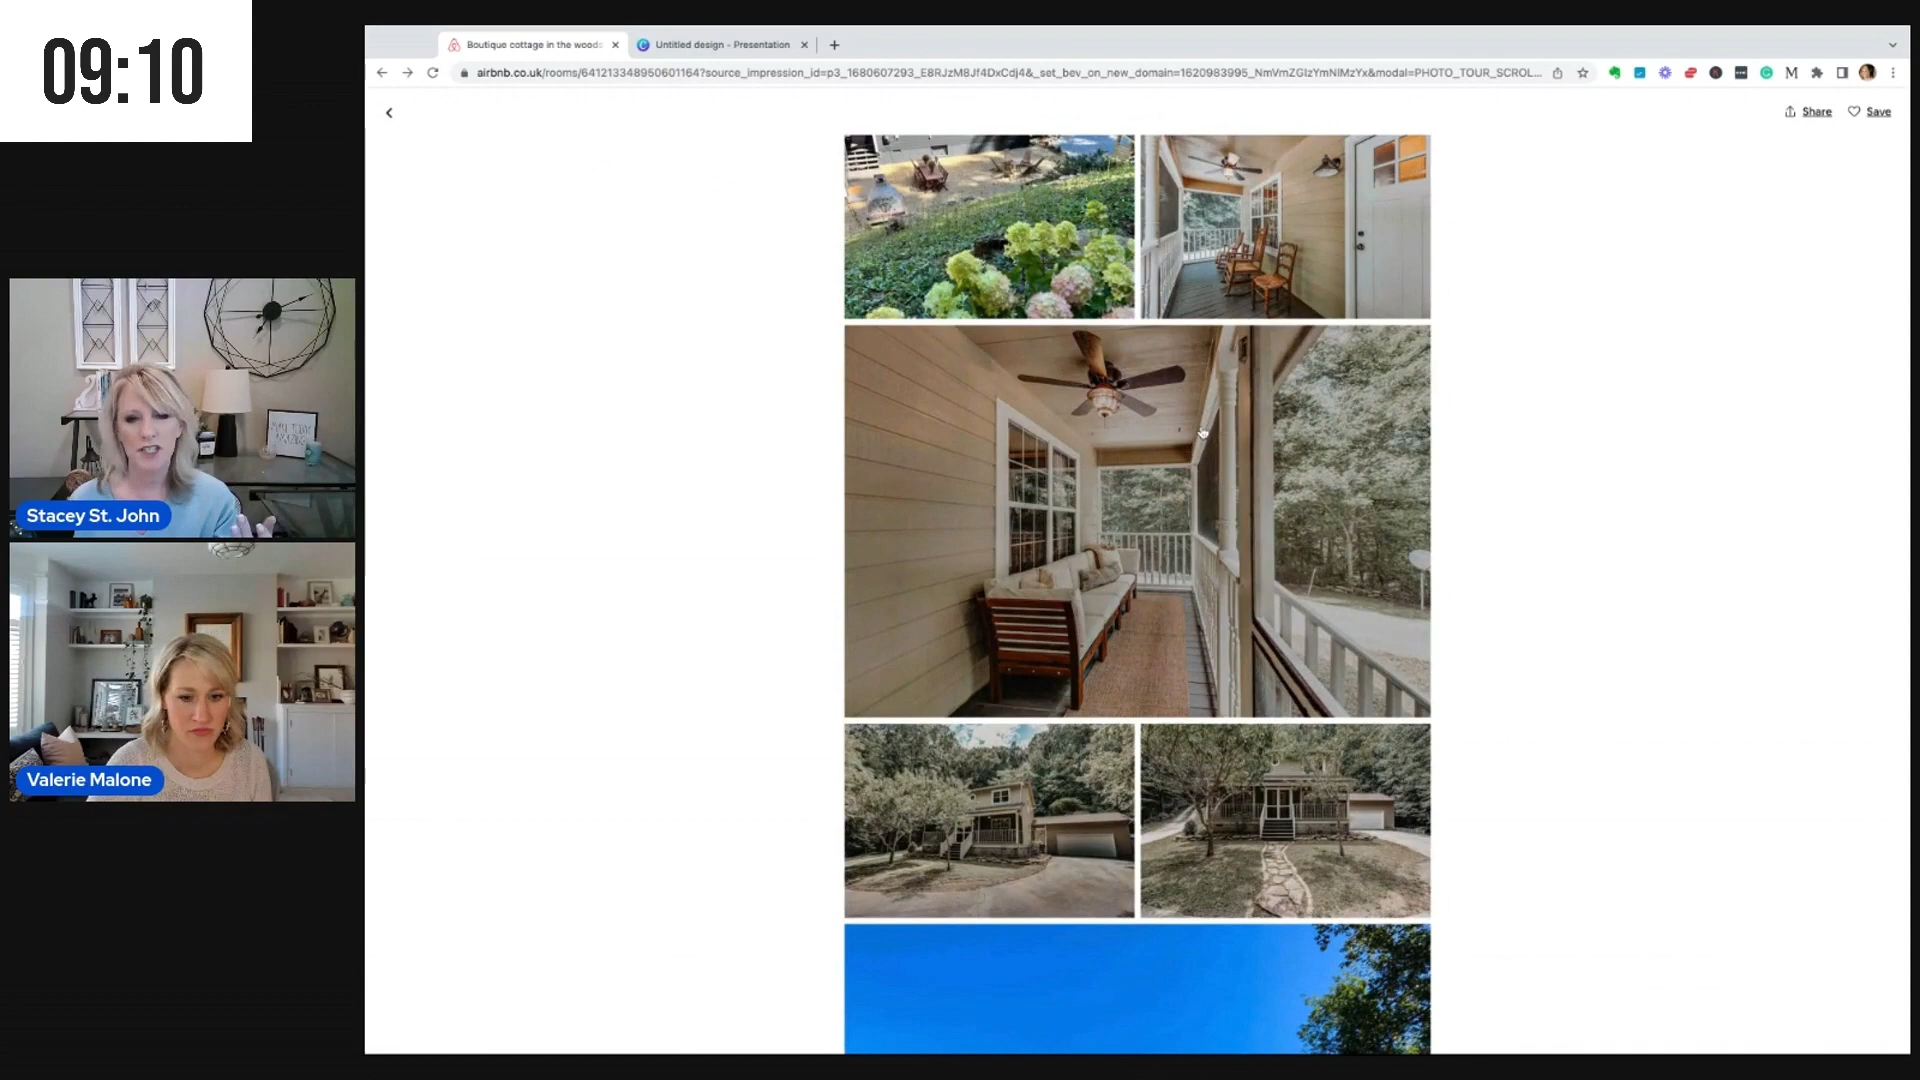 09:10
Boutique cottage in the woods
Untitled design - Presentation
airbnb.co.uk/rooms/641213348950601164?source_impression_id=p3_1680607293_E8RJzM8Jf4DxCdj4&_set_bev_on_new_domain=1620983995_NmVmZGIzYmNlMzYx&modal=PHOTO_TOUR_SCROL...
Share
Save
Stacey St. John
Valerie Malone